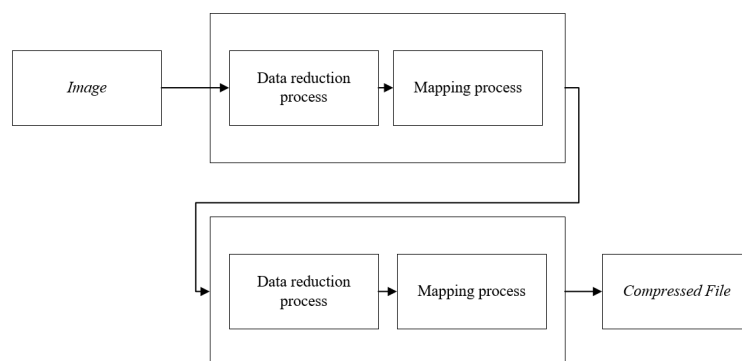 Image
Data reduction
process
Mapping process
Data reduction
process
Mapping process
Compressed File